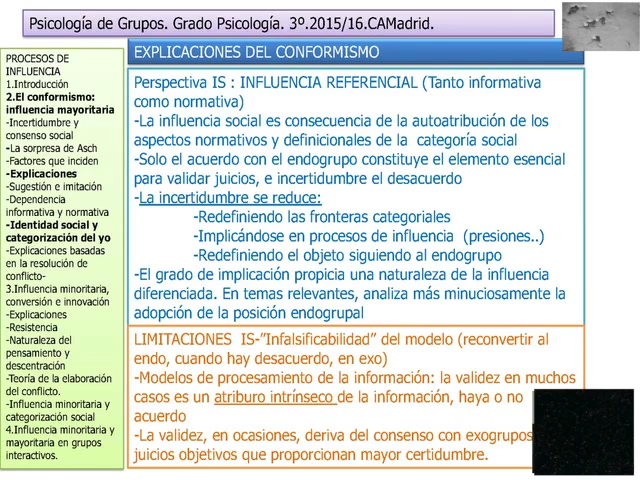 Psicología de Grupos. Grado Psicología. 3º.2015/16.CAMadrid.
PROCESOS DE
INFLUENCIA
1.Introducción
2.El conformismo:
influencia mayoritaria
-Incertidumbre y
consenso social
-La sorpresa de Asch
-Factores que inciden
-Explicaciones
-Sugestión e imitación
-Dependencia
informativa y normativa
-Identidad social y
categorización del yo
-Explicaciones basadas
en la resolución de
conflicto-
3.Influencia minoritaria,
conversión e innovación
-Explicaciones
-Resistencia
-Naturaleza del
pensamiento y
descentración
-Teoría de la elaboración
del conflicto.
-Influencia minoritaria y
categorización social
4.Influencia minoritaria y
mayoritaria en grupos
interactivos.
EXPLICACIONES DEL CONFORMISMO
Perspectiva IS : INFLUENCIA REFERENCIAL (Tanto informativa
como normativa)
-La influencia social es consecuencia de la autoatribución de los
aspectos normativos y definicionales de la categoría social
-Solo el acuerdo con el endogrupo constituye el elemento esencial
para validar juicios, e incertidumbre el desacuerdo
-La incertidumbre se reduce:
-Redefiniendo las fronteras categoriales
-Implicándose en procesos de influencia (presiones..)
-Redefiniendo el objeto siguiendo al endogrupo
-El grado de implicación propicia una naturaleza de la influencia
diferenciada. En temas relevantes, analiza más minuciosamente la
adopción de la posición endogrupal
LIMITACIONES IS-"Infalsificabilidad" del modelo (reconvertir al
endo, cuando hay desacuerdo, en exo)
-Modelos de procesamiento de la información: la validez en muchos
casos es un atriburo intrínseco de la información, haya o no
acuerdo
-La validez, en ocasiones, deriva del consenso con exogrupos
juicios objetivos que proporcionan mayor certidumbre.